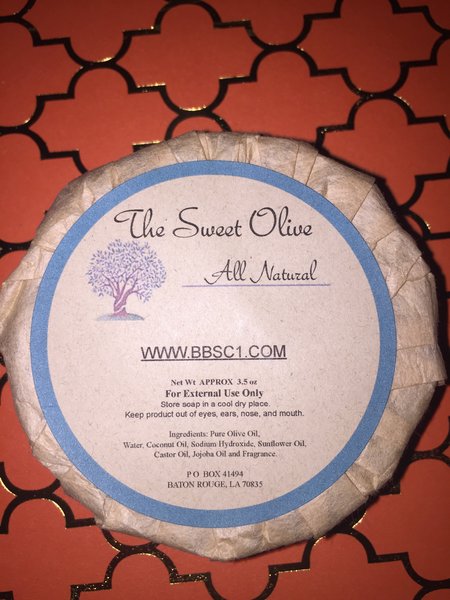 The Sweet Olive
All Natural
WWW.BBSC1.COM
Net Wt APPROX 3.5 oz
For External Use Only
Store soap in a cool dry place.
Keep product out of eyes, ears, nose, and mouth.
Ingredients: Pure Olive Oil,
Water, Coconut Oil, Sodium Hydroxide, Sunflower Oil,
Castor Oil, Jojoba Oil and Fragrance.
P O BOX 41494
BATON ROUGE, LA 70835